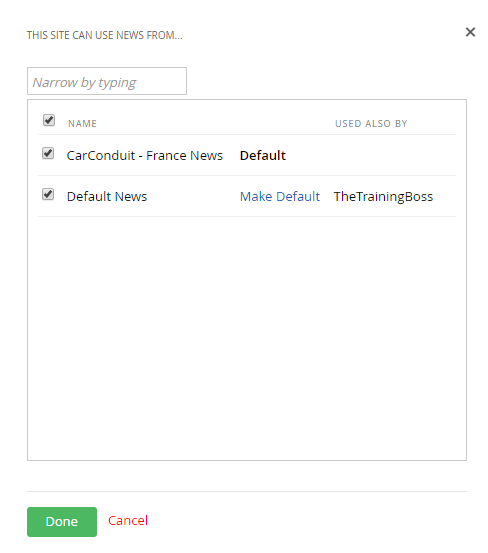 THIS SITE CAN USE NEWS FROM...
Narrow by typing
NAME USED ALSO BY
CarConduit - France News Default
Default News Make Default TheTrainingBoss
Done Cancel